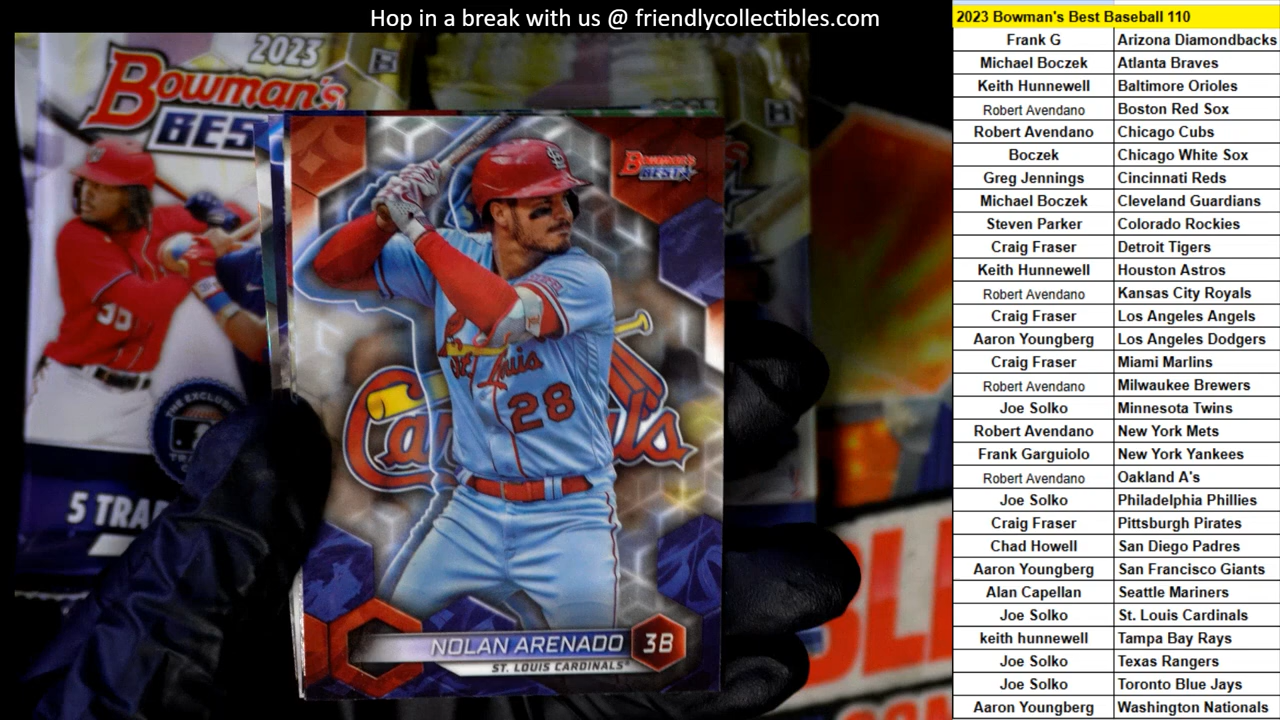 Hop in a break with us @ friendlycollectibles.com
2023
Bowman's
BES
5 TRA
THE EXCLUS
Bowman's
BEST
St. Louis
28
Cardinals
NOLAN ARENADO 3B
ST. LOUIS CARDINALS
2023 Bowman's Best Baseball 110
Frank G Arizona Diamondbacks
Michael Boczek Atlanta Braves
Keith Hunnewell Baltimore Orioles
Robert Avendano Boston Red Sox
Robert Avendano Chicago Cubs
Boczek Chicago White Sox
Greg Jennings Cincinnati Reds
Michael Boczek Cleveland Guardians
Steven Parker Colorado Rockies
Craig Fraser Detroit Tigers
Keith Hunnewell Houston Astros
Robert Avendano Kansas City Royals
Craig Fraser Los Angeles Angels
Aaron Youngberg Los Angeles Dodgers
Craig Fraser Miami Marlins
Robert Avendano Milwaukee Brewers
Joe Solko Minnesota Twins
Robert Avendano New York Mets
Frank Garguiolo New York Yankees
Robert Avendano Oakland A's
Joe Solko Philadelphia Phillies
Craig Fraser Pittsburgh Pirates
Chad Howell San Diego Padres
Aaron Youngberg San Francisco Giants
Alan Capellan Seattle Mariners
Joe Solko St. Louis Cardinals
keith hunnewell Tampa Bay Rays
Joe Solko Texas Rangers
Joe Solko Toronto Blue Jays
Aaron Youngberg Washington Nationals